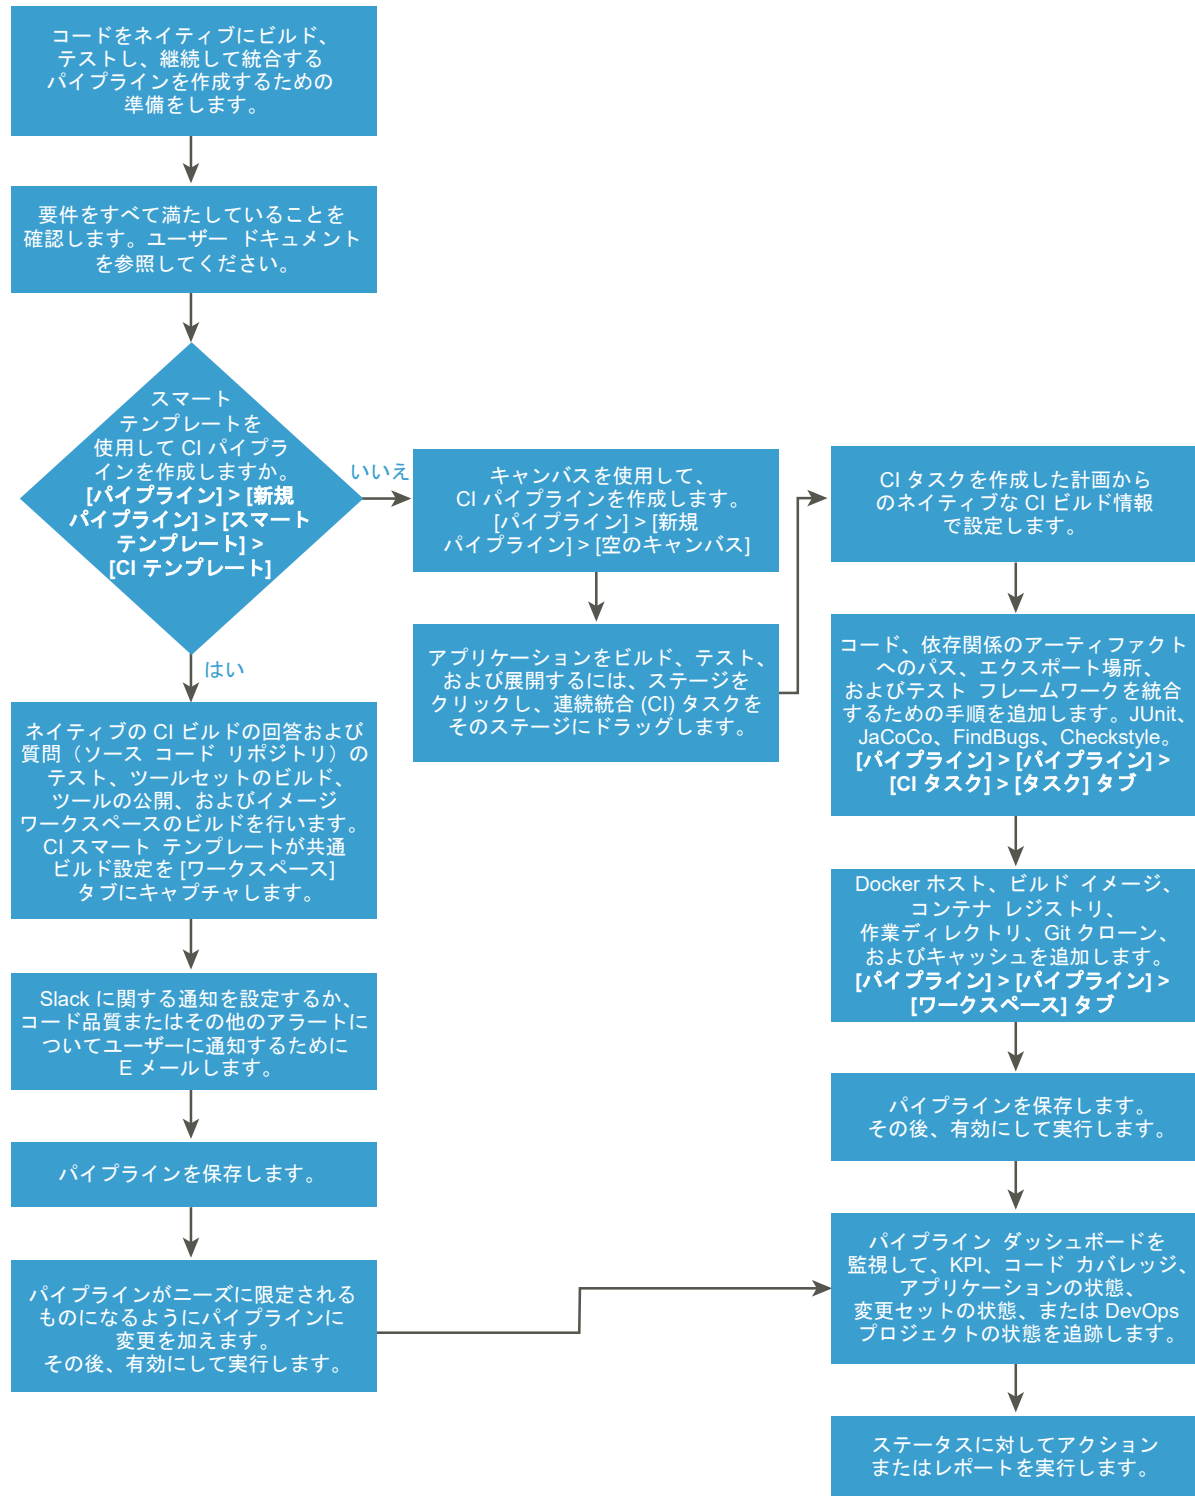 コードをネイティブにビルド、
テストし、継続して統合する
パイプラインを作成するための
準備をします。
要件をすべて満たしていることを
確認します。ユーザー ドキュメント
を参照してください。
スマート
テンプレートを
使用して CI パイプラ
インを作成しますか。
[パイプライン] > [新規
パイプライン] > [スマート
テンプレート] >
[CI テンプレート]
いいえ
はい
ネイティブの CI ビルドの回答および
質問（ソース コード リポジトリ）の
テスト、ツールセットのビルド、
ツールの公開、およびイメージ
ワークスペースのビルドを行います。
CI スマート テンプレートが共通
ビルド設定を [ワークスペース]
タブにキャプチャします。
Slack に関する通知を設定するか、
コード品質またはその他のアラートに
ついてユーザーに通知するために
E メールします。
パイプラインを保存します。
パイプラインがニーズに限定される
ものになるようにパイプラインに
変更を加えます。
その後、有効にして実行します。
キャンバスを使用して、
CI パイプラインを作成します。
[パイプライン] > [新規
パイプライン] > [空のキャンバス]
アプリケーションをビルド、テスト、
および展開するには、ステージを
クリックし、連続統合 (CI) タスクを
そのステージにドラッグします。
CI タスクを作成した計画から
のネイティブな CI ビルド情報
で設定します。
コード、依存関係のアーティファクト
へのパス、エクスポート場所、
およびテスト フレームワークを統合
するための手順を追加します。JUnit、
JaCoCo、FindBugs、Checkstyle。
[パイプライン] > [パイプライン] >
[CI タスク] > [タスク] タブ
Docker ホスト、ビルド イメージ、
コンテナ レジストリ、
作業ディレクトリ、Git クローン、
およびキャッシュを追加します。
[パイプライン] > [パイプライン] >
[ワークスペース] タブ
パイプラインを保存します。
その後、有効にして実行します。
パイプライン ダッシュボードを
監視して、KPI、コード カバレッジ、
アプリケーションの状態、
変更セットの状態、または DevOps
プロジェクトの状態を追跡します。
ステータスに対してアクション
またはレポートを実行します。